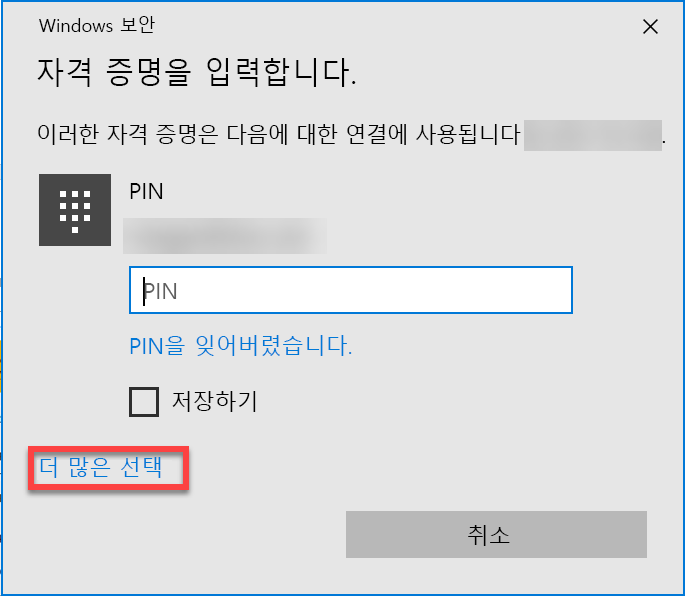 Windows 보안
자격 증명을 입력합니다.
이러한 자격 증명은 다음에 대한 연결에 사용됩니다 .
PIN
PIN
PIN을 잊어버렸습니다.
저장하기
더 많은 선택
취소